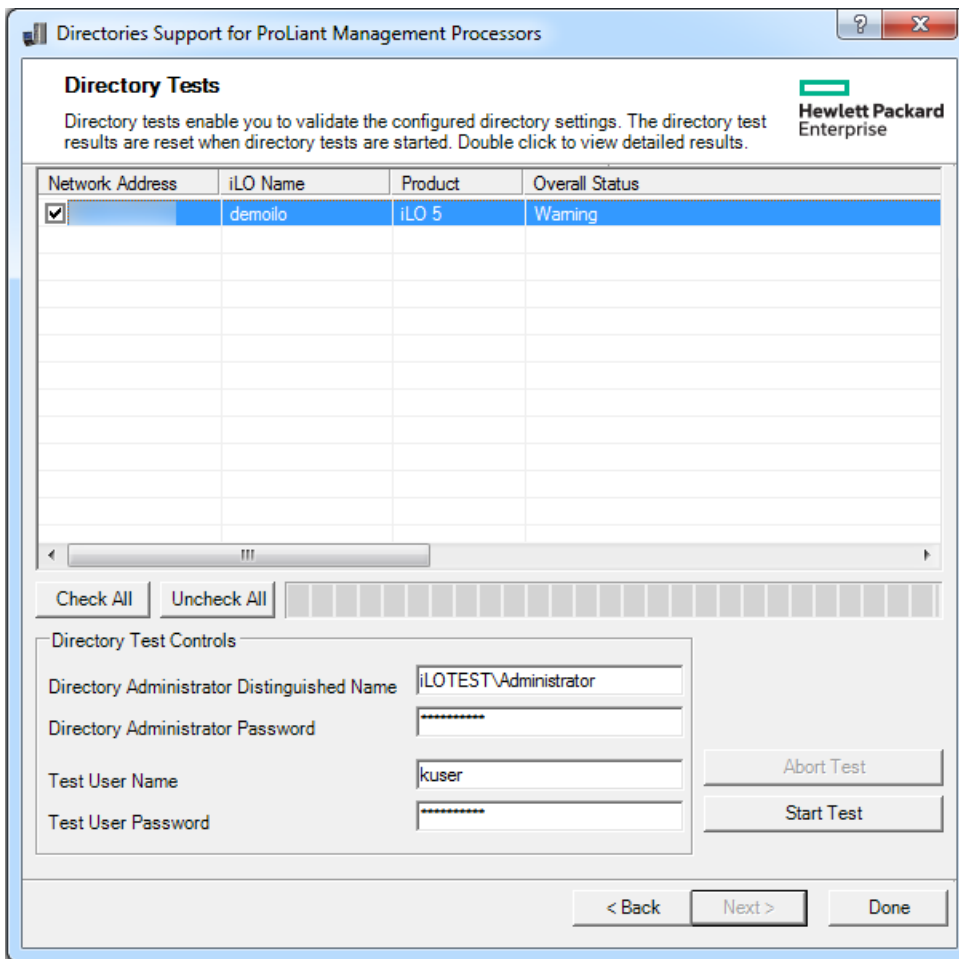 Directories Support for ProLiant Management Processors
Directory Tests
Directory tests enable you to validate the configured directory settings. The directory test
results are reset when directory tests are started. Double click to view detailed results.
Hewlett Packard
Enterprise
Network Address iLO Name Product Overall Status
demoilo iLO 5 Warning
Check All Uncheck All
Directory Test Controls
Directory Administrator Distinguished Name iLOTEST\Administrator
Directory Administrator Password **********
Test User Name kuser
Test User Password **********
Abort Test
Start Test
< Back Next > Done